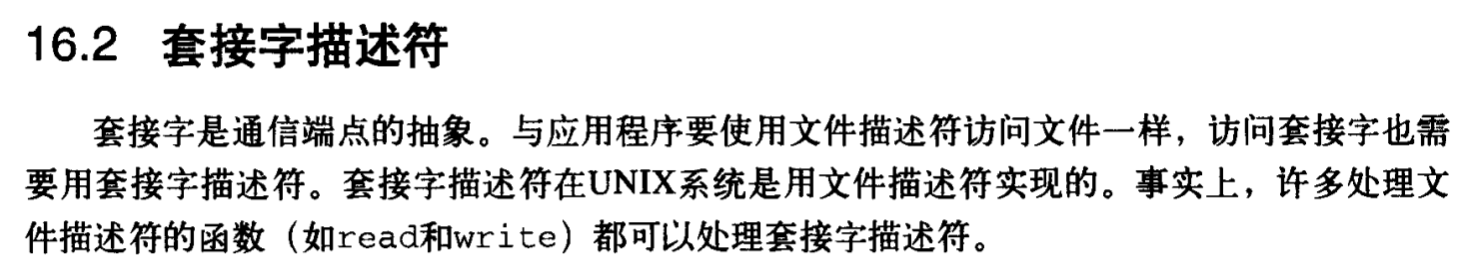 16.2 套接字描述符
套接字是通信端点的抽象。与应用程序要使用文件描述符访问文件一样，访问套接字也需
要用套接字描述符。套接字描述符在UNIX系统是用文件描述符实现的。事实上，许多处理文
件描述符的函数（如read和write）都可以处理套接字描述符。